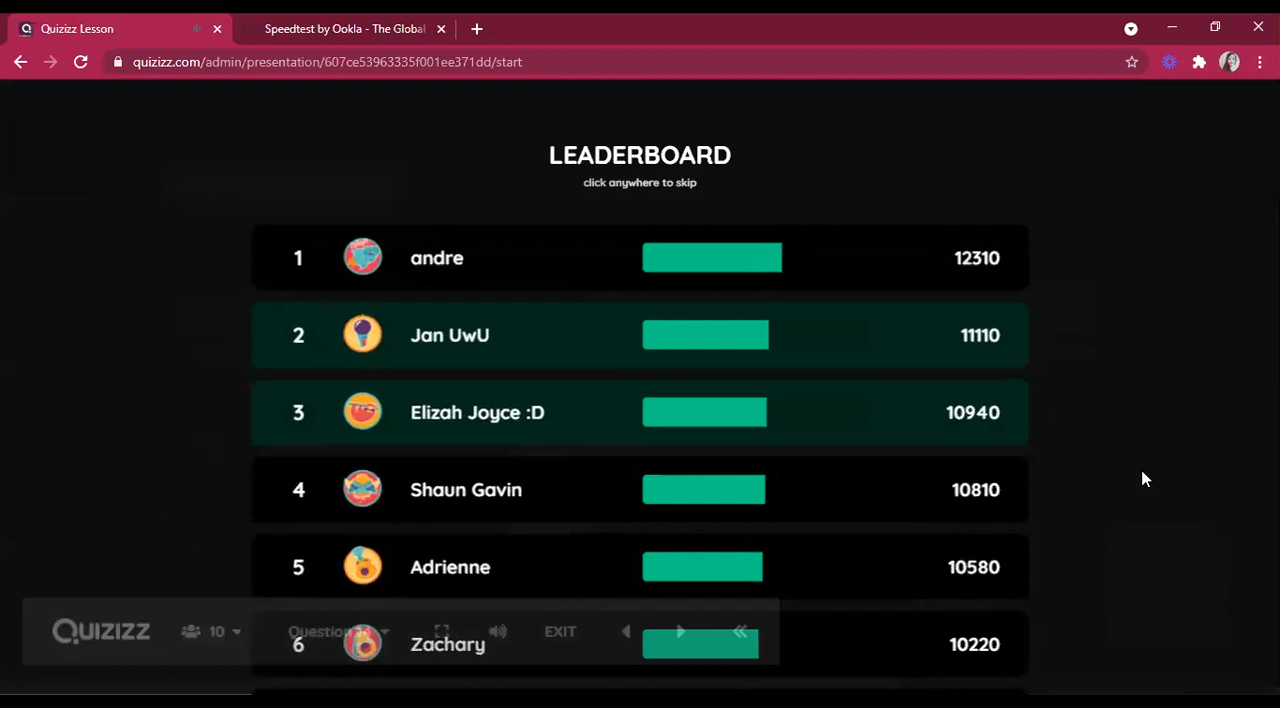 Quizizz Lesson
Speedtest by Ookla - The Global
quizizz.com/admin/presentation/607ce53963335f001ee371dd/start
LEADERBOARD
click anywhere to skip
1 andre 12310
2 Jan UwU 11110
3 Elizah Joyce :D 10940
4 Shaun Gavin 10810
5 Adrienne 10580
QUIZIZZ 10 Question EXIT
6 Zachary 10220